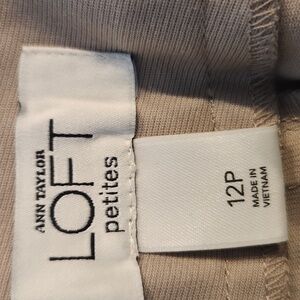 ANN TAYLOR
LOFT
petites
12P
MADE IN
VIETNAM